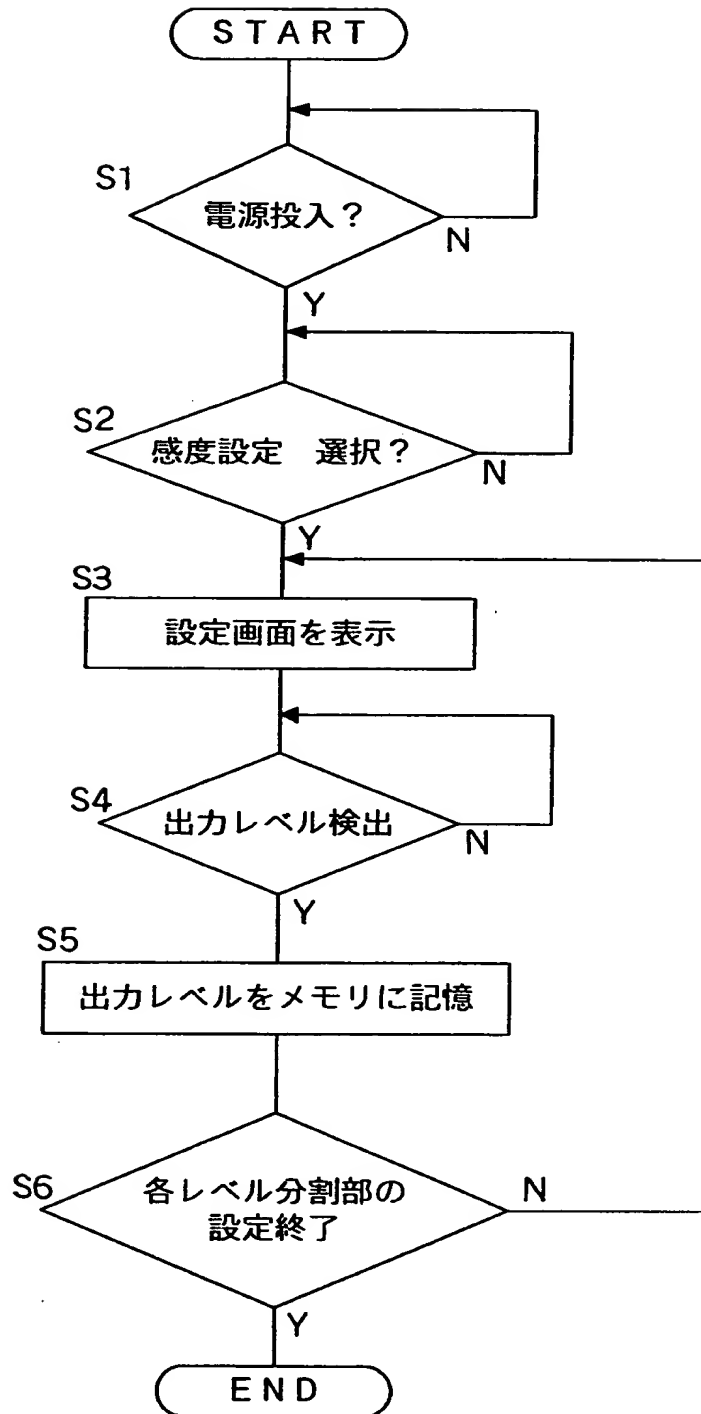 START
S1
電源投入?
N
Y
S2
感度設定　選択?
N
Y
S3
設定画面を表示
S4
出力レベル検出
N
Y
S5
出力レベルをメモリに記憶
S6
各レベル分割部の
設定終了
N
Y
END